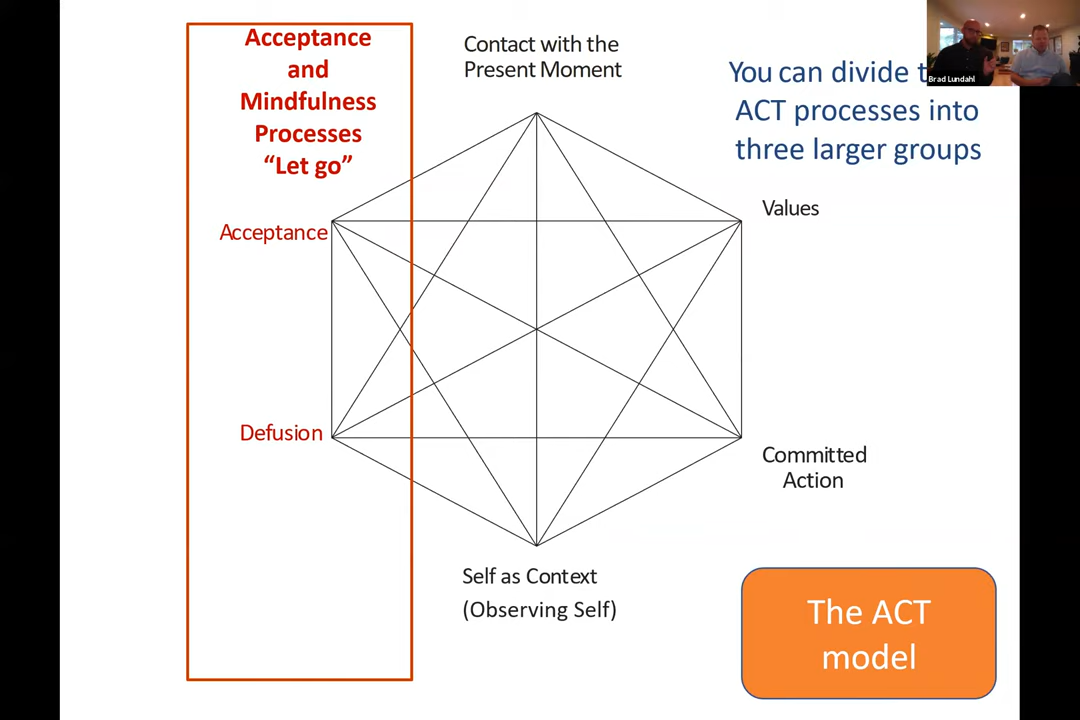 Acceptance
and
Mindfulness
Processes
“Let go”
Contact with the
Present Moment
You can divide
ACT processes into
three larger groups
Brad Lundahl
Values
Acceptance
Defusion
Committed
Action
Self as Context
(Observing Self)
The ACT
model